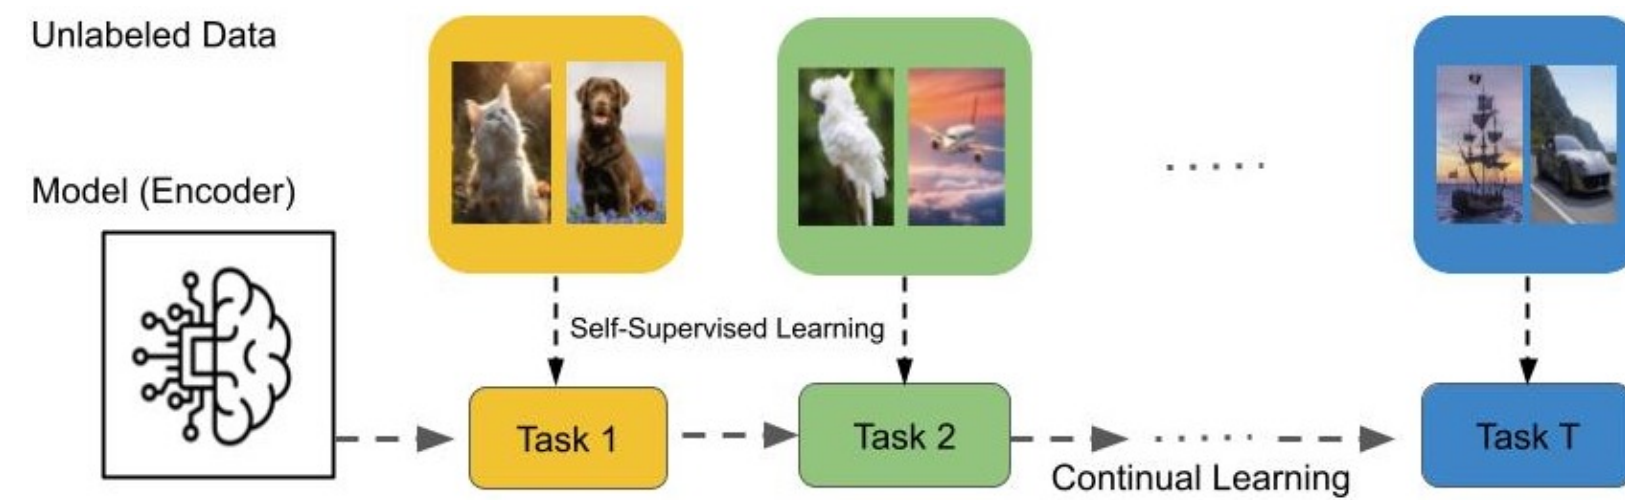 Unlabeled Data
Model (Encoder)
Self-Supervised Learning
Task 1
Task 2
Task T
Continual Learning